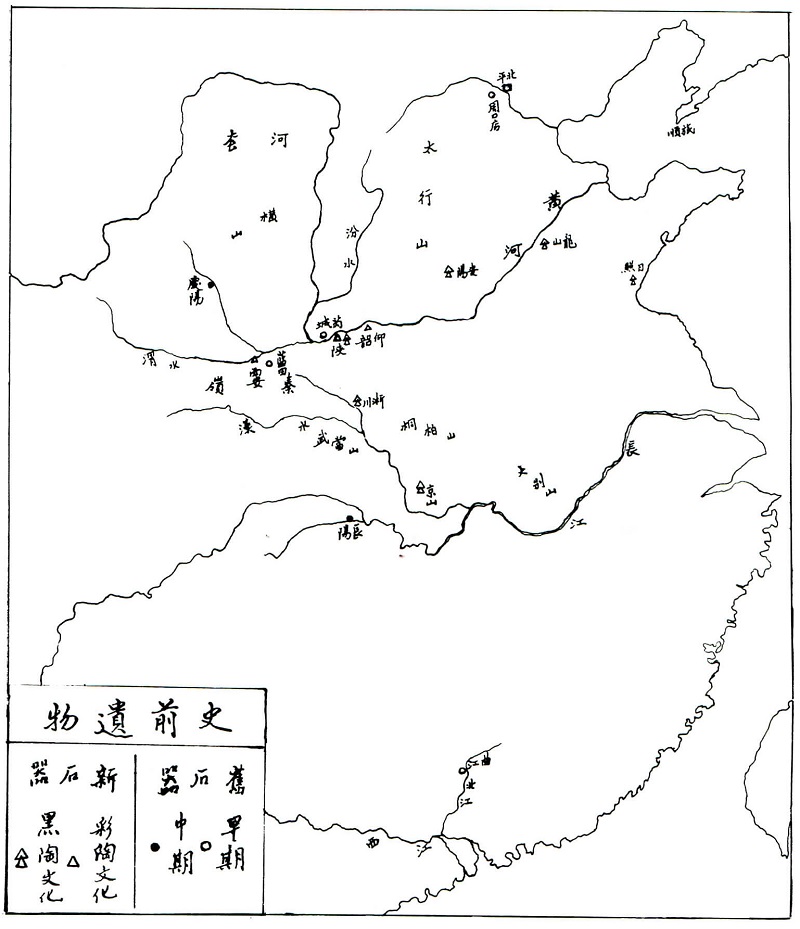 北平
周口店
旅順
河套
太行山
橫山
汾水
黃河
龍山
安陽
日照
慶陽
芮城
陝
仰韶
渭水
西安
藍田
秦嶺
淅川
漢水
武當山
桐柏山
大別山
京山
長江
長陽
曲江
北江
西江
史前遺物
舊石器
早期
中期
新石器
彩陶文化
黑陶文化